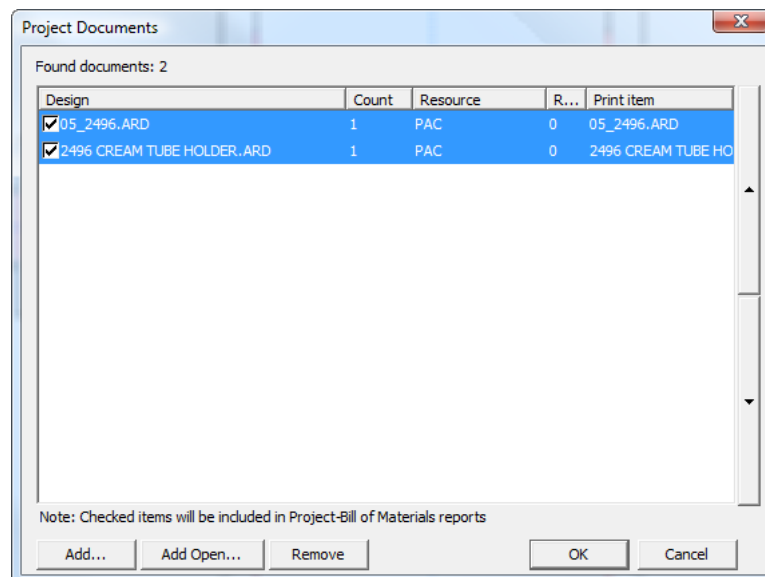 Project Documents
Found documents: 2
Design Count Resource R... Print item
05_2496.ARD 1 PAC 0 05_2496.ARD
2496 CREAM TUBE HOLDER.ARD 1 PAC 0 2496 CREAM TUBE HO
Note: Checked items will be included in Project-Bill of Materials reports
Add... Add Open... Remove OK Cancel